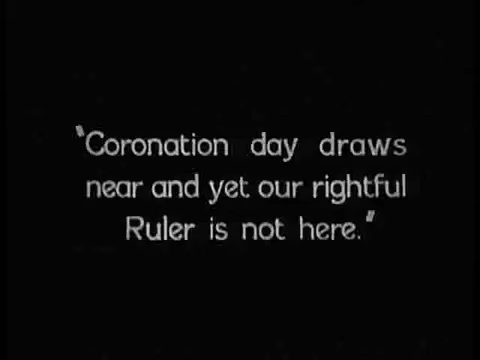 "Coronation day draws
near and yet our rightful
Ruler is not here."